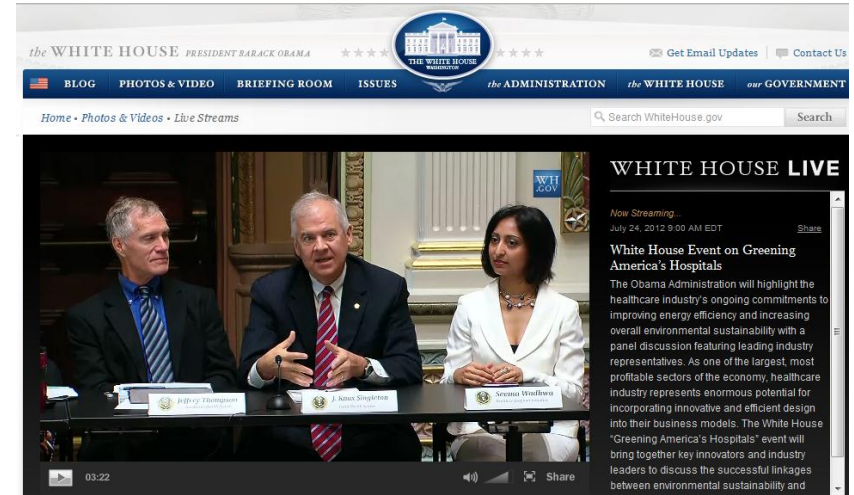 the WHITE HOUSE PRESIDENT BARACK OBAMA
THE WHITE HOUSE
WASHINGTON
Get Email Updates
Contact Us
BLOG PHOTOS & VIDEO BRIEFING ROOM ISSUES the ADMINISTRATION the WHITE HOUSE our GOVERNMENT
Home • Photos & Videos • Live Streams
Search WhiteHouse.gov
Search
WH
.GOV
Jeffrey Thompson
J. Knox Singleton
Seema Wadhwa
03:22
Share
WHITE HOUSE LIVE
Now Streaming...
July 24, 2012 9:00 AM EDT
Share
White House Event on Greening
America's Hospitals
The Obama Administration will highlight the
healthcare industry's ongoing commitments to
improving energy efficiency and increasing
overall environmental sustainability with a
panel discussion featuring leading industry
representatives. As one of the largest, most
profitable sectors of the economy, healthcare
industry represents enormous potential for
incorporating innovative and efficient design
into their business models. The White House
"Greening America's Hospitals" event will
bring together key innovators and industry
leaders to discuss the successful linkages
between environmental sustainability and